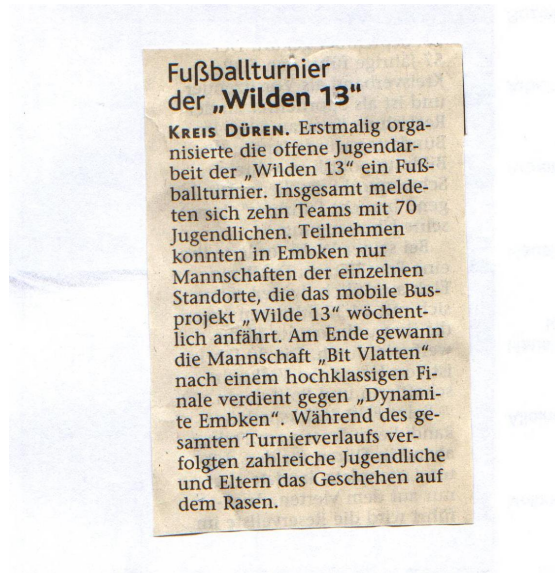 Fußballturnier
der „Wilden 13“
KREIS DÜREN. Erstmalig orga-
nisierte die offene Jugendar-
beit der „Wilden 13“ ein Fuß-
ballturnier. Insgesamt melde-
ten sich zehn Teams mit 70
Jugendlichen. Teilnehmen
konnten in Embken nur
Mannschaften der einzelnen
Standorte, die das mobile Bus-
projekt „Wilde 13“ wöchent-
lich anfährt. Am Ende gewann
die Mannschaft „Bit Vlatten“
nach einem hochklassigen Fi-
nale verdient gegen „Dynami-
te Embken“. Während des ge-
samten Turnierverlaufs ver-
folgten zahlreiche Jugendliche
und Eltern das Geschehen auf
dem Rasen.